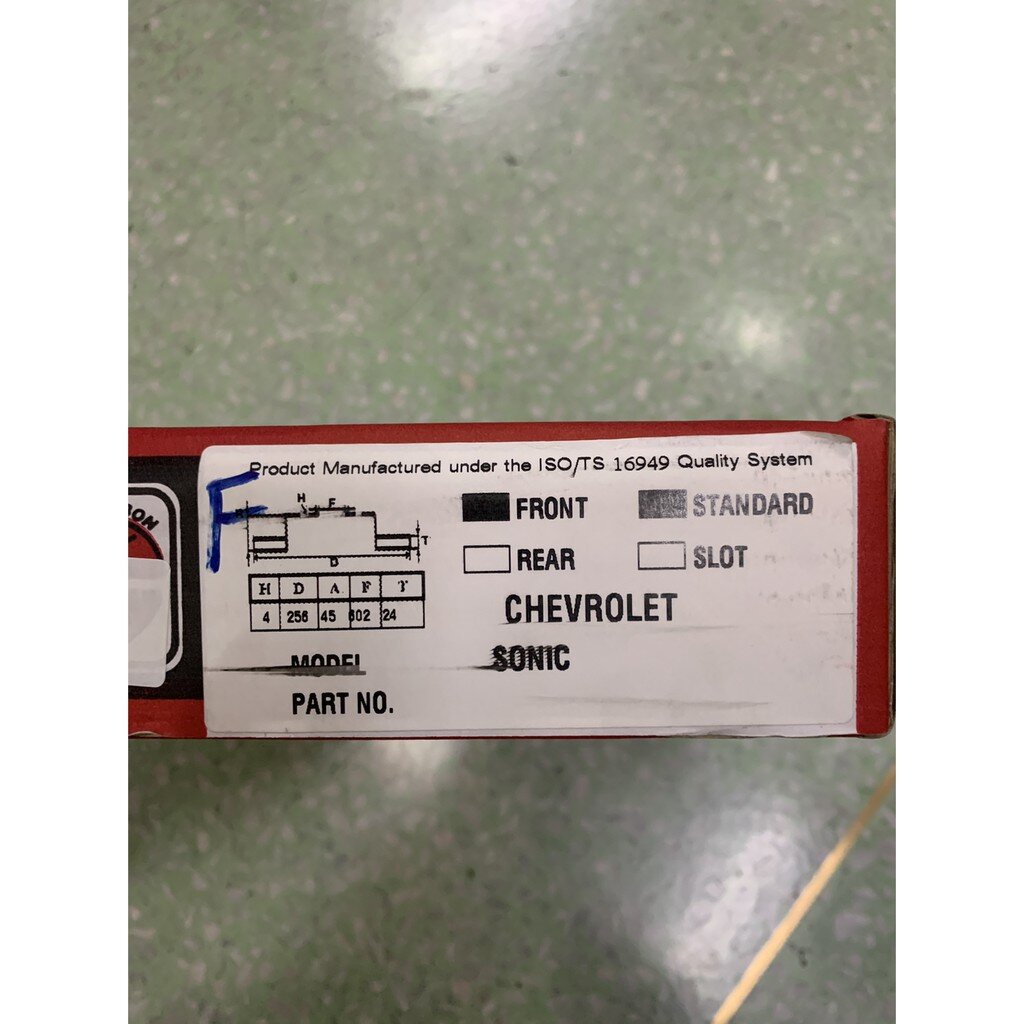 Product Manufactured under the ISO/TS 16949 Quality System
F
H F
T
D
FRONT STANDARD
REAR SLOT
H D A F T
4 256 45 602 24
CHEVROLET
MODEL SONIC
PART NO.